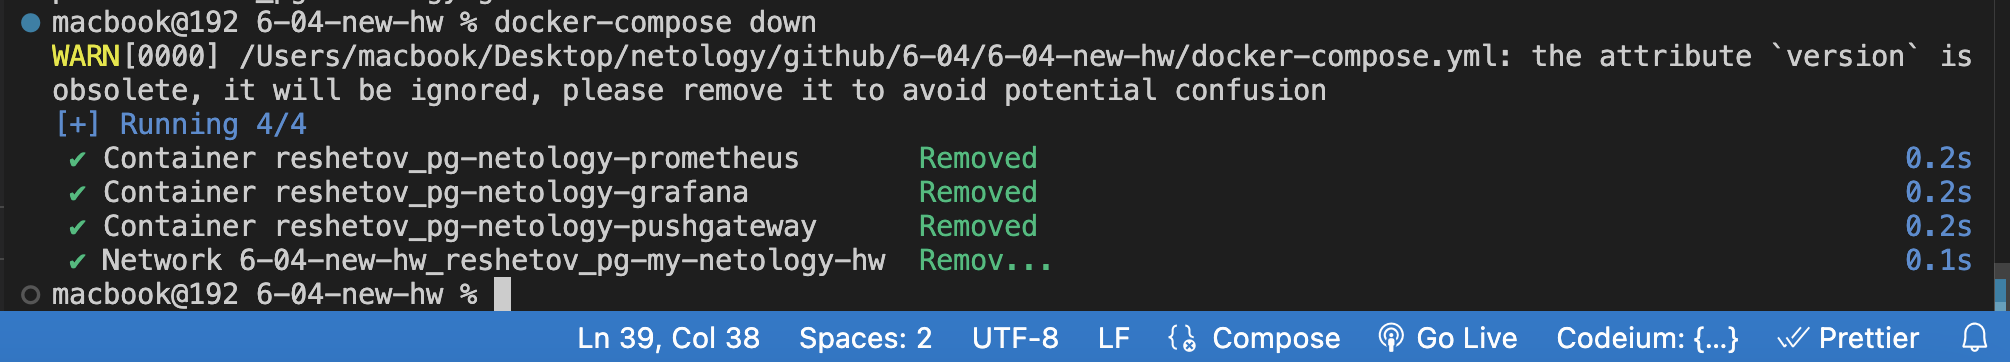 macbook@192 6-04-new-hw % docker-compose down
WARN[0000] /Users/macbook/Desktop/netology/github/6-04/6-04-new-hw/docker-compose.yml: the attribute `version` is
obsolete, it will be ignored, please remove it to avoid potential confusion
[+] Running 4/4
✔ Container reshetov_pg-netology-prometheus Removed 0.2s
✔ Container reshetov_pg-netology-grafana Removed 0.2s
✔ Container reshetov_pg-netology-pushgateway Removed 0.2s
✔ Network 6-04-new-hw_reshetov_pg-my-netology-hw Remov... 0.1s
macbook@192 6-04-new-hw %
Ln 39, Col 38 Spaces: 2 UTF-8 LF Compose Go Live Codeium: {...} Prettier